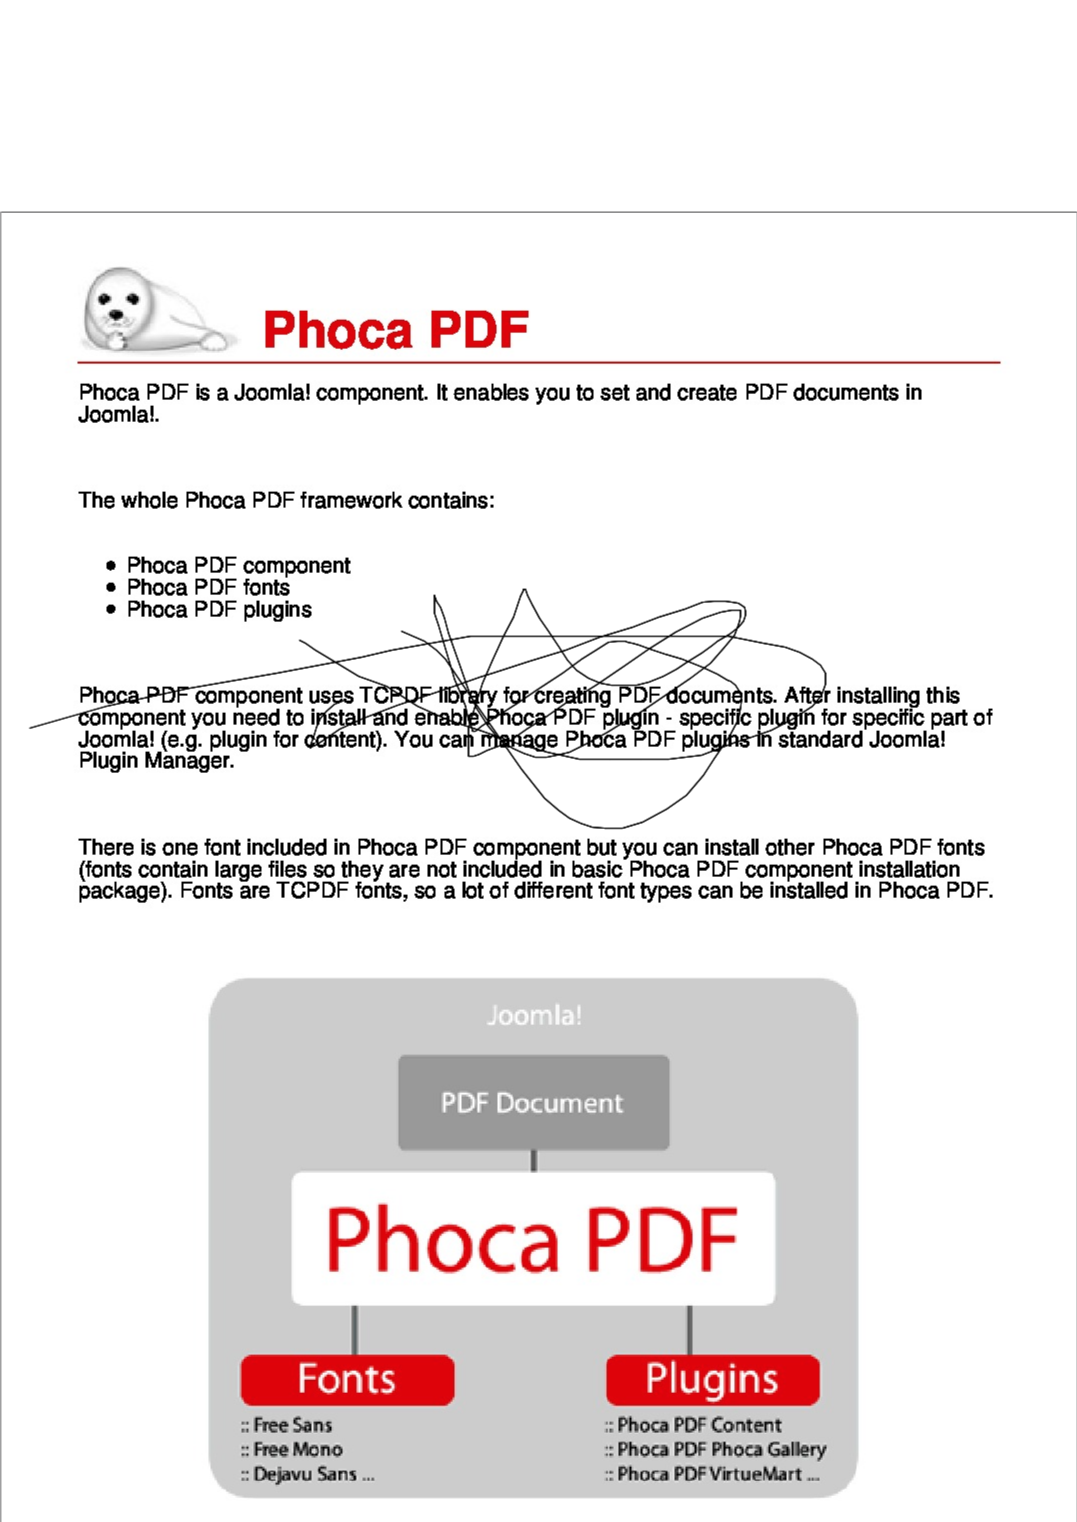 Phoca PDF
Phoca PDF is a Joomla! component. It enables you to set and create PDF documents in
Joomla!.
The whole Phoca PDF framework contains:
• Phoca PDF component
• Phoca PDF fonts
• Phoca PDF plugins
Phoca PDF component uses TCPDF library for creating PDF documents. After installing this
component you need to install and enable Phoca PDF plugin - specific plugin for specific part of
Joomla! (e.g. plugin for content). You can manage Phoca PDF plugins in standard Joomla!
Plugin Manager.
There is one font included in Phoca PDF component but you can install other Phoca PDF fonts
(fonts contain large files so they are not included in basic Phoca PDF component installation
package). Fonts are TCPDF fonts, so a lot of different font types can be installed in Phoca PDF.
Joomla!
PDF Document
Phoca PDF
Fonts
:: Free Sans
:: Free Mono
:: Dejavu Sans ...
Plugins
:: Phoca PDF Content
:: Phoca PDF Phoca Gallery
:: Phoca PDF VirtueMart ...